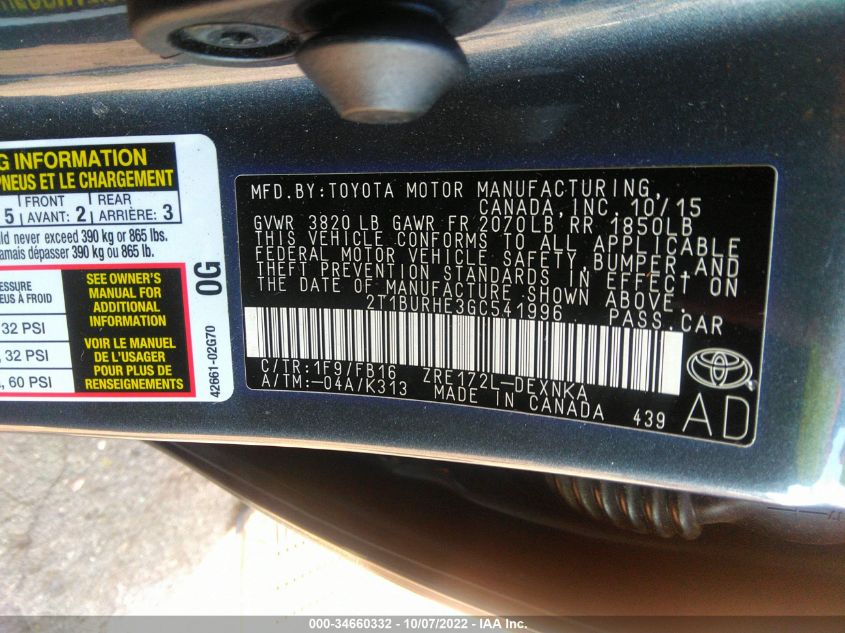 G INFORMATION
PNEUS ET LE CHARGEMENT
5 FRONT AVANT: 2 REAR ARRIÈRE: 3
ld never exceed 390 kg or 865 lbs.
amais dépasser 390 kg ou 865 lb.
ESSURE
EUS À FROID
, 32 PSI
, 32 PSI
a, 60 PSI
SEE OWNER'S
MANUAL FOR
ADDITIONAL
INFORMATION
VOIR LE MANUEL
DE L'USAGER
POUR PLUS DE
RENSEIGNEMENTS
0G
42661-02G70
MFD.BY:TOYOTA MOTOR MANUFACTURING,
CANADA,INC. 10/15
GVWR 3820 LB GAWR FR 2070LB RR 1850LB
THIS VEHICLE CONFORMS TO ALL APPLICABLE
FEDERAL MOTOR VEHICLE SAFETY,BUMPER,AND
THEFT PREVENTION STANDARDS IN EFFECT ON
THE DATE OF MANUFACTURE SHOWN ABOVE.
2T1BURHE3GC541996 PASS.CAR
C/TR:1F9/FB16 ZRE172L-DEXNKA
A/TM:-04A/K313 MADE IN CANADA 439
TOYOTA
AD
000-34660332 - 10/07/2022 - IAA Inc.